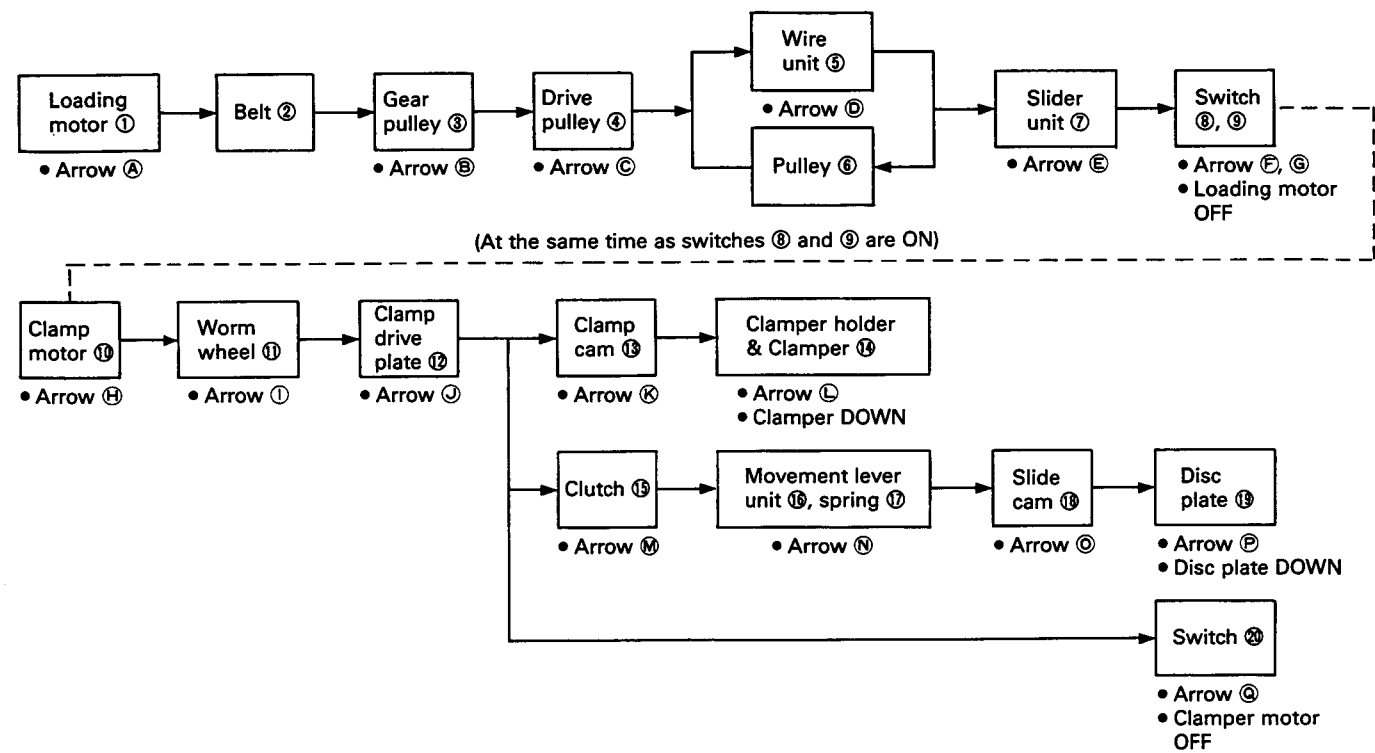 Loading
motor ①
• Arrow Ⓐ
Belt ②
Gear
pulley ③
• Arrow Ⓑ
Drive
pulley ④
• Arrow Ⓒ
Wire
unit ⑤
• Arrow Ⓓ
Pulley ⑥
Slider
unit ⑦
• Arrow Ⓔ
Switch
⑧, ⑨
• Arrow Ⓕ, Ⓖ
• Loading motor
OFF
(At the same time as switches ⑧ and ⑨ are ON)
Clamp
motor ⑩
• Arrow Ⓗ
Worm
wheel ⑪
• Arrow Ⓘ
Clamp
drive
plate ⑫
• Arrow Ⓙ
Clamp
cam ⑬
• Arrow Ⓚ
Clamper holder
& Clamper ⑭
• Arrow Ⓛ
• Clamper DOWN
Clutch ⑮
• Arrow Ⓜ
Movement lever
unit ⑯, spring ⑰
• Arrow Ⓝ
Slide
cam ⑱
• Arrow Ⓞ
Disc
plate ⑲
• Arrow Ⓟ
• Disc plate DOWN
Switch ⑳
• Arrow Ⓠ
• Clamper motor
OFF